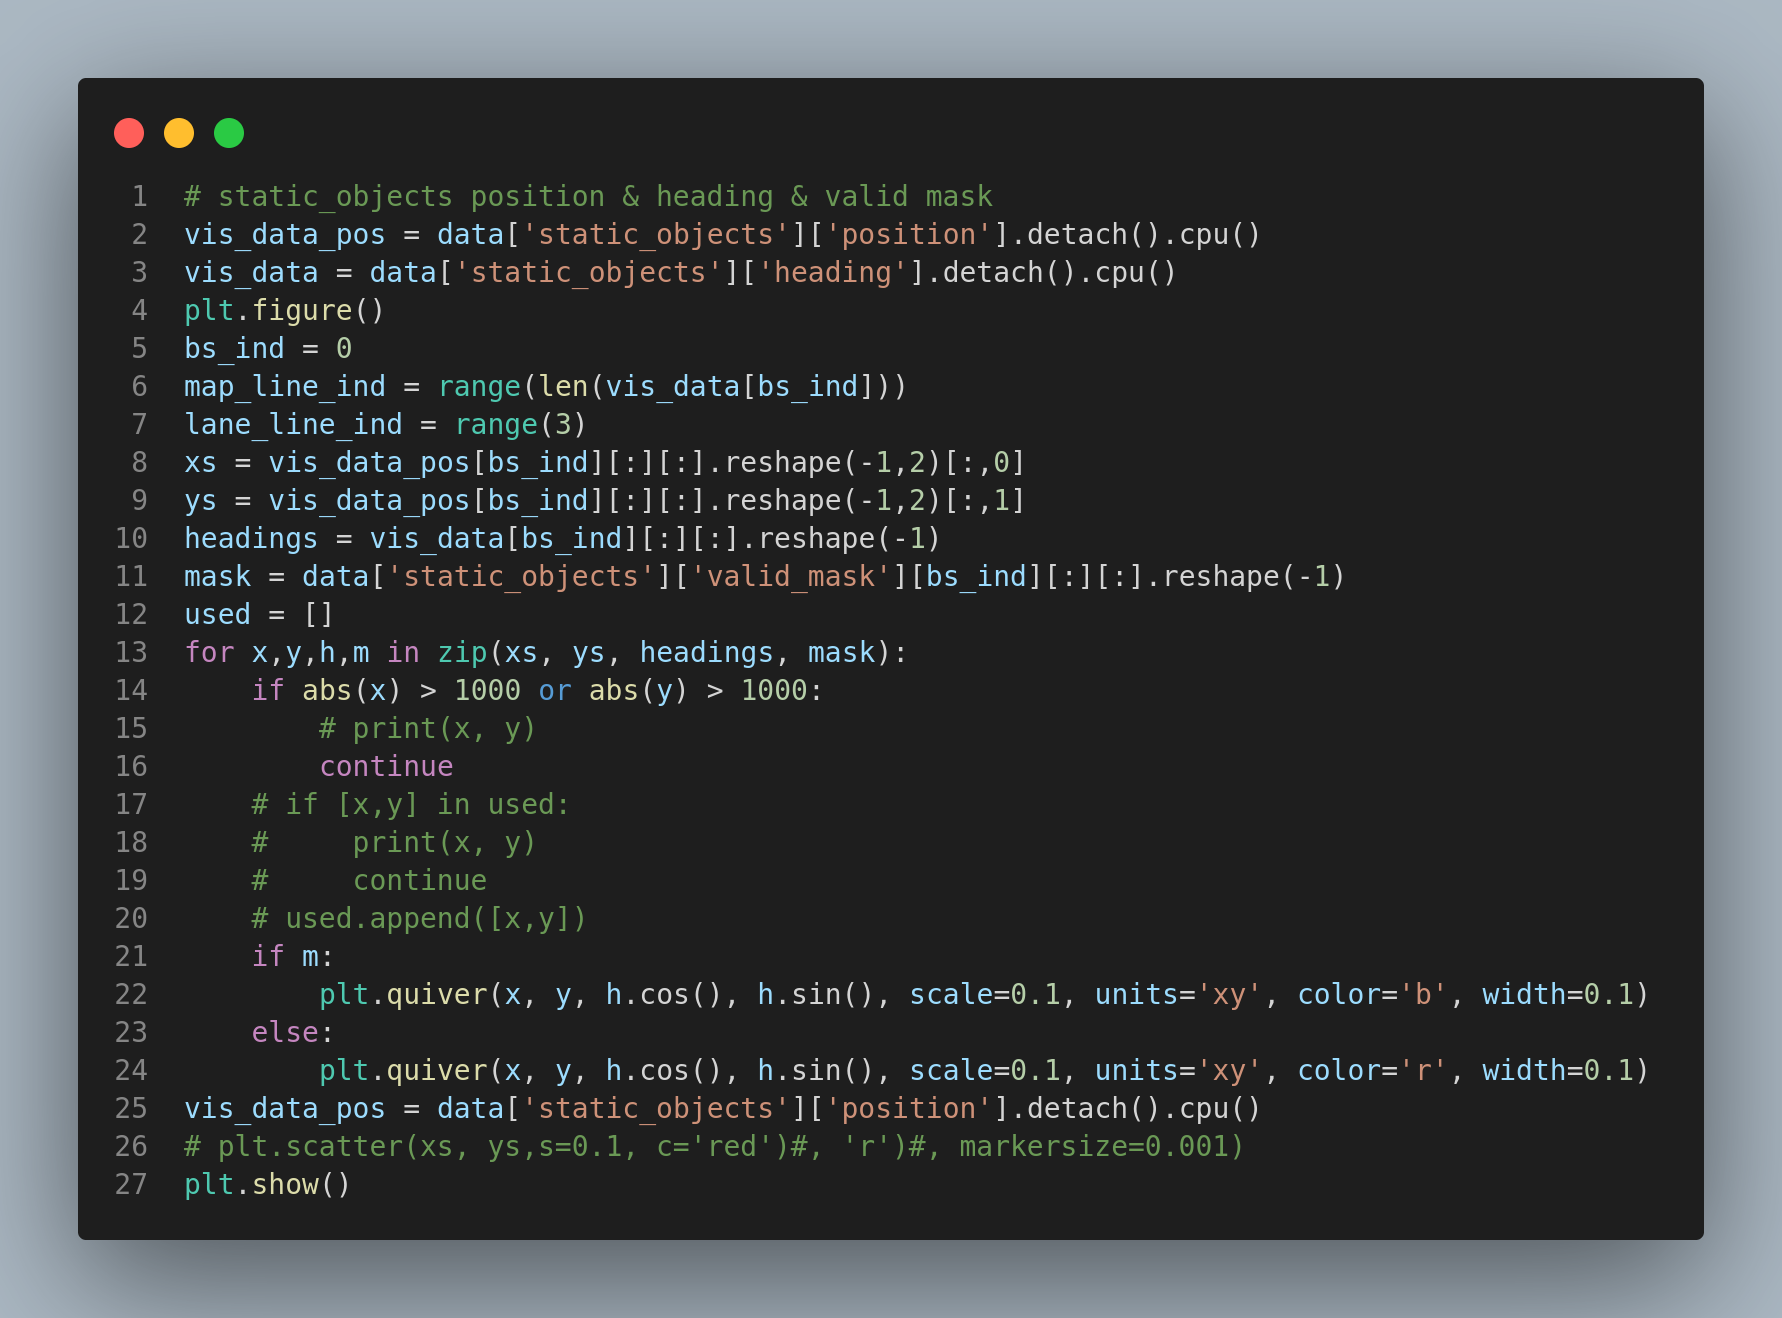 1 # static_objects position & heading & valid mask
2 vis_data_pos = data['static_objects']['position'].detach().cpu()
3 vis_data = data['static_objects']['heading'].detach().cpu()
4 plt.figure()
5 bs_ind = 0
6 map_line_ind = range(len(vis_data[bs_ind]))
7 lane_line_ind = range(3)
8 xs = vis_data_pos[bs_ind][:][:].reshape(-1,2)[:,0]
9 ys = vis_data_pos[bs_ind][:][:].reshape(-1,2)[:,1]
10 headings = vis_data[bs_ind][:][:].reshape(-1)
11 mask = data['static_objects']['valid_mask'][bs_ind][:][:].reshape(-1)
12 used = []
13 for x,y,h,m in zip(xs, ys, headings, mask):
14     if abs(x) > 1000 or abs(y) > 1000:
15         # print(x, y)
16         continue
17     # if [x,y] in used:
18     #     print(x, y)
19     #     continue
20     # used.append([x,y])
21     if m:
22         plt.quiver(x, y, h.cos(), h.sin(), scale=0.1, units='xy', color='b', width=0.1)
23     else:
24         plt.quiver(x, y, h.cos(), h.sin(), scale=0.1, units='xy', color='r', width=0.1)
25 vis_data_pos = data['static_objects']['position'].detach().cpu()
26 # plt.scatter(xs, ys,s=0.1, c='red')#, 'r')#, markersize=0.001)
27 plt.show()